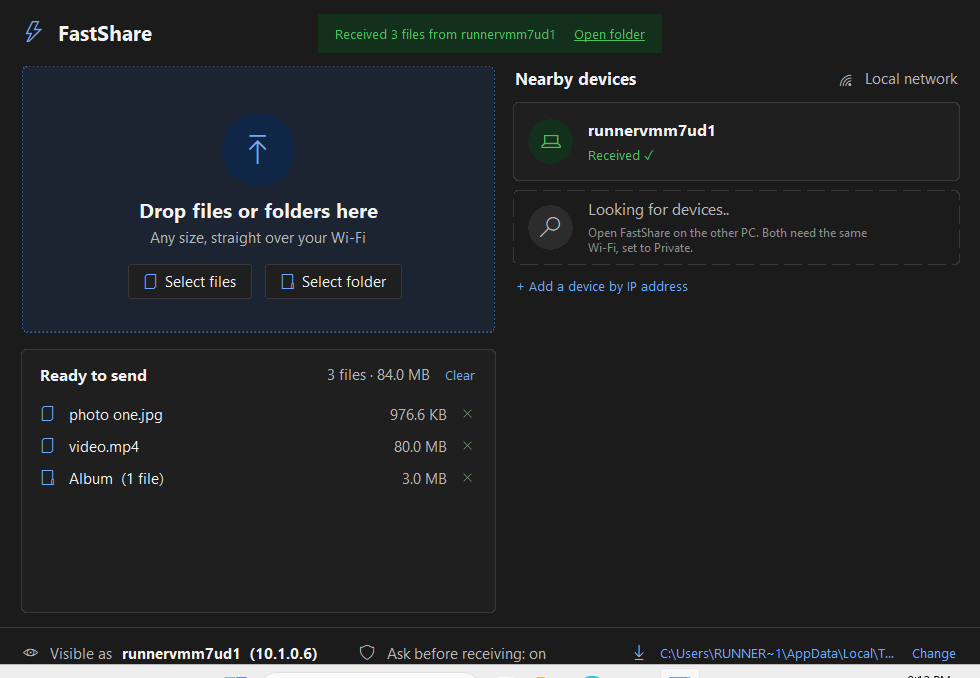 FastShare
Received 3 files from runnervmm7ud1 Open folder
Drop files or folders here
Any size, straight over your Wi-Fi
Select files Select folder
Nearby devices Local network
runnervmm7ud1
Received ✓
Looking for devices..
Open FastShare on the other PC. Both need the same
Wi-Fi, set to Private.
+ Add a device by IP address
Ready to send 3 files · 84.0 MB Clear
photo one.jpg 976.6 KB ×
video.mp4 80.0 MB ×
Album (1 file) 3.0 MB ×
Visible as runnervmm7ud1 (10.1.0.6) Ask before receiving: on C:\Users\RUNNER~1\AppData\Local\T... Change